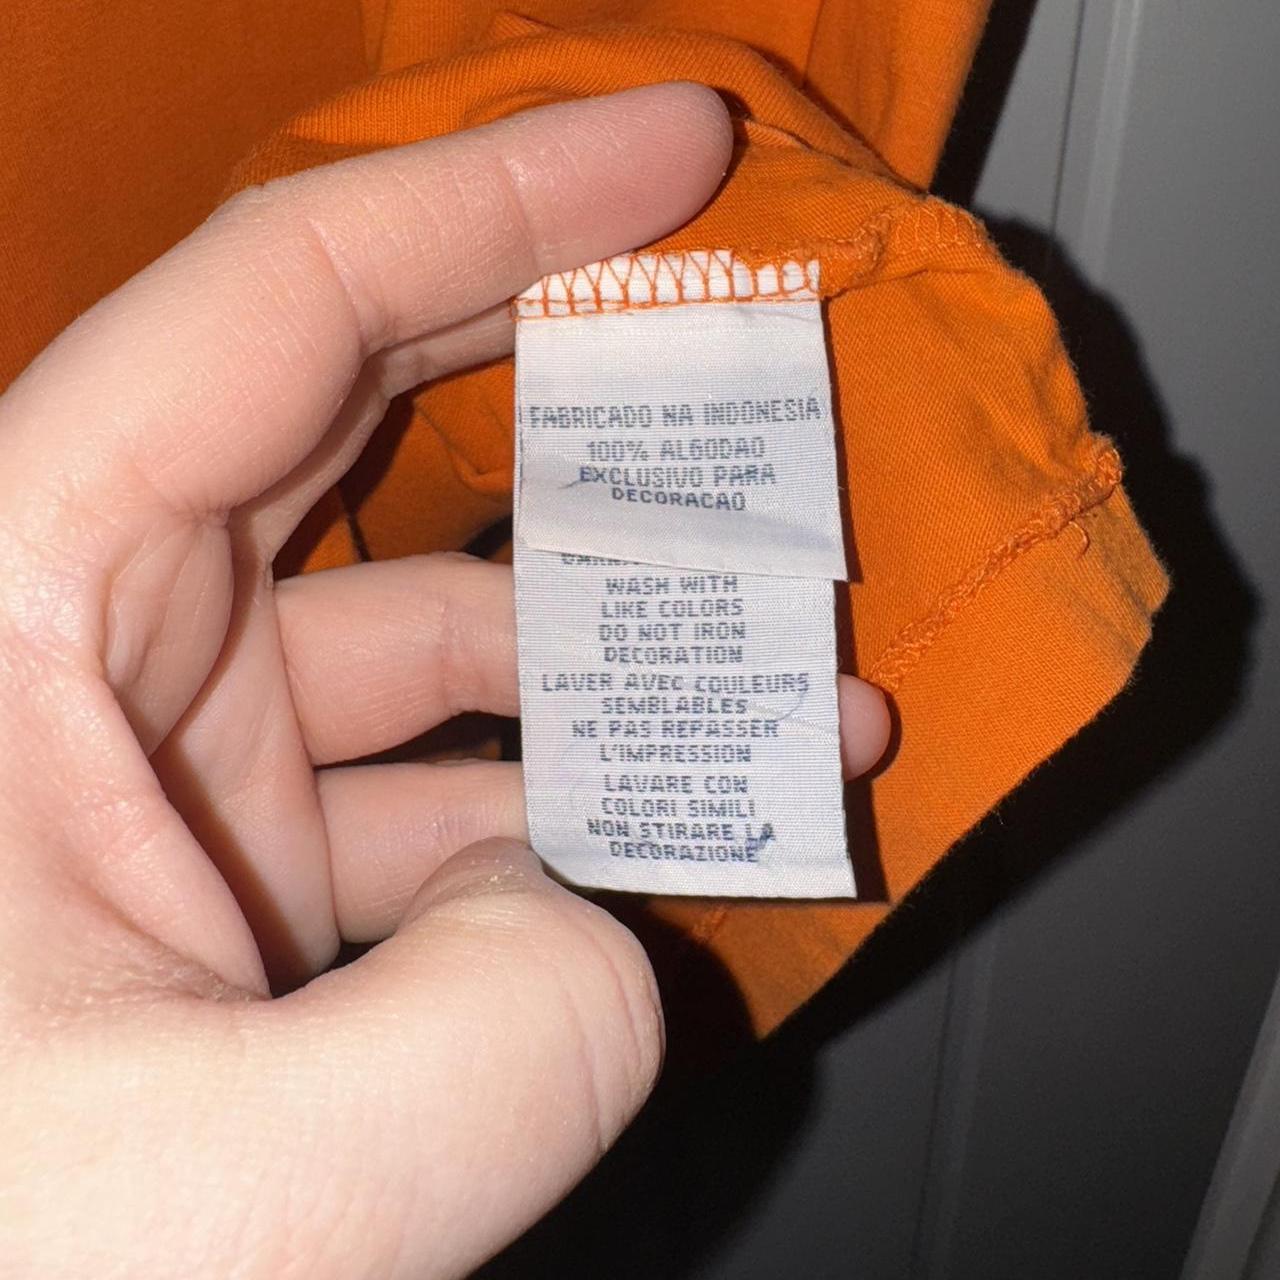 FABRICADO NA INDONESIA
100% ALGODAO
EXCLUSIVO PARA
DECORACAO
WASH WITH
LIKE COLORS
DO NOT IRON
DECORATION
LAVER AVEC COULEURS
SEMBLABLES
NE PAS REPASSER
L'IMPRESSION
LAVARE CON
COLORI SIMILI
NON STIRARE LA
DECORAZIONE